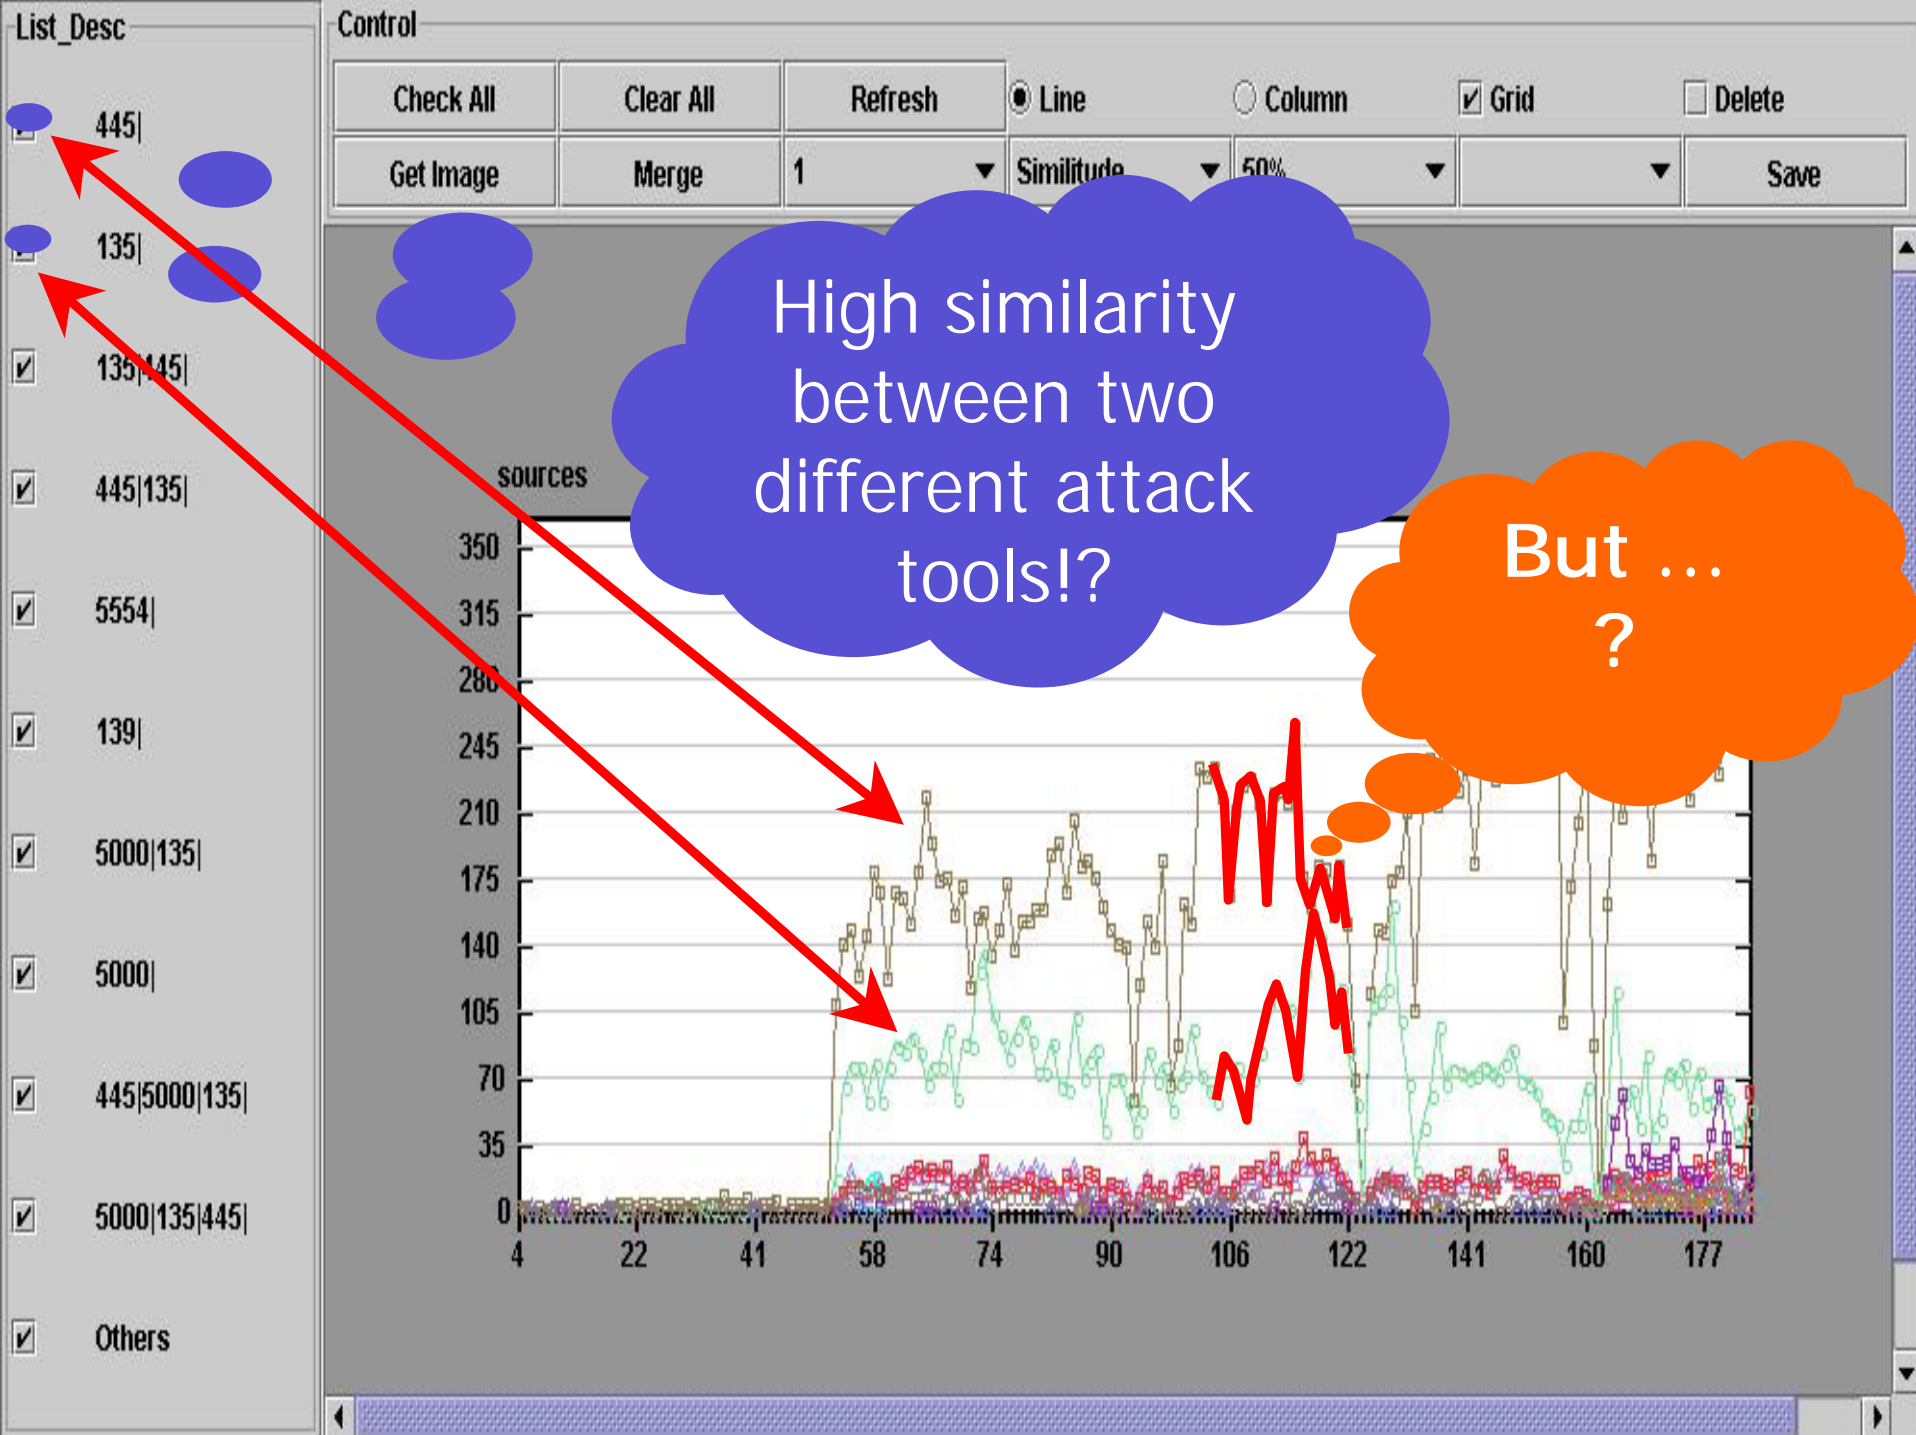 List_Desc
445|
135|
135|445|
445|135|
5554|
139|
5000|135|
5000|
445|5000|135|
5000|135|445|
Others
Control
Check All
Clear All
Refresh
Line
Column
Grid
Delete
Get Image
Merge
1
Similitude
50%
Save
High similarity
between two
different attack
tools!?
But ...
?
sources
350
315
280
245
210
175
140
105
70
35
0
4
22
41
58
74
90
106
122
141
160
177